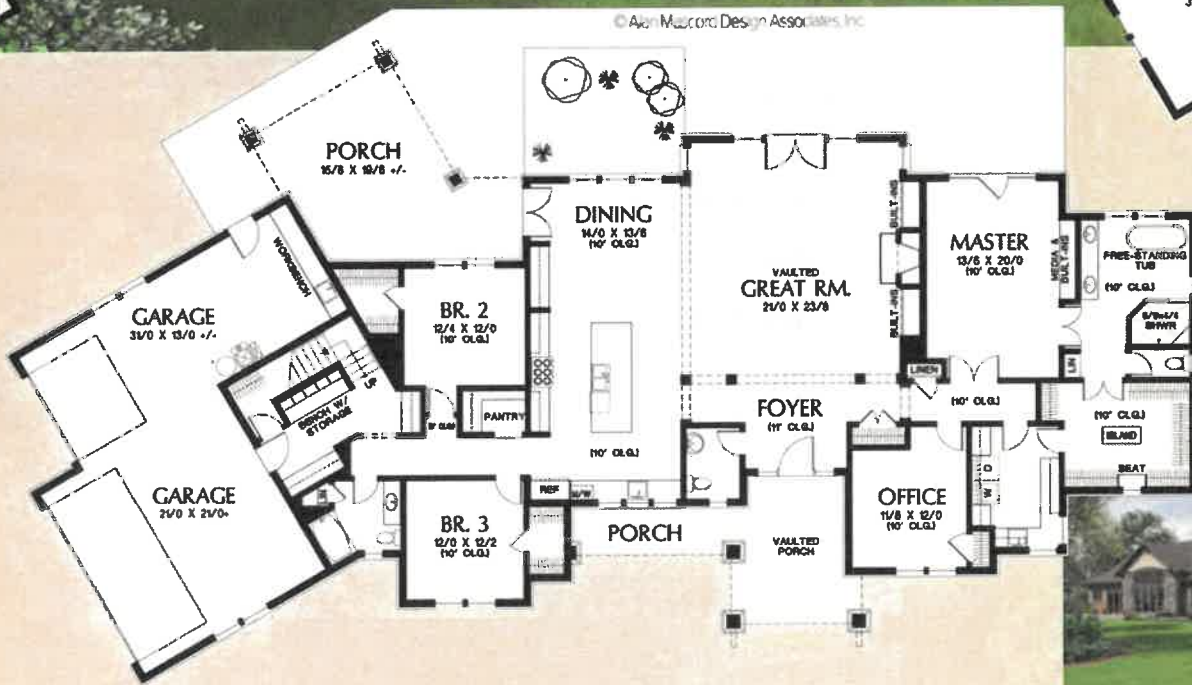 © Alan Mascord Design Associates, Inc
PORCH
15/8 X 19/8 +/-
DINING
14/0 X 13/6
(10' CLG.)
VAULTED
GREAT RM.
21/0 X 23/8
BUILT-INS
BUILT-INS
MASTER
13/6 X 20/0
(10' CLG.)
MEDIA &
BUILT-INS
FREE-STANDING
TUB
(10' CLG.)
SHWR
LIN
WORKBENCH
GARAGE
31/0 X 13/0 +/-
BR. 2
12/4 X 12/0
(10' CLG.)
UP
BENCH W/
STORAGE
PANTRY
(10' CLG.)
FOYER
(11' CLG.)
LINEN
(10' CLG.)
(10' CLG.)
ISLAND
SEAT
GARAGE
21/0 X 21/0+
BR. 3
12/0 X 12/2
(10' CLG.)
REF
M/W
PORCH
VAULTED
PORCH
OFFICE
11/8 X 12/0
(10' CLG.)
D
W